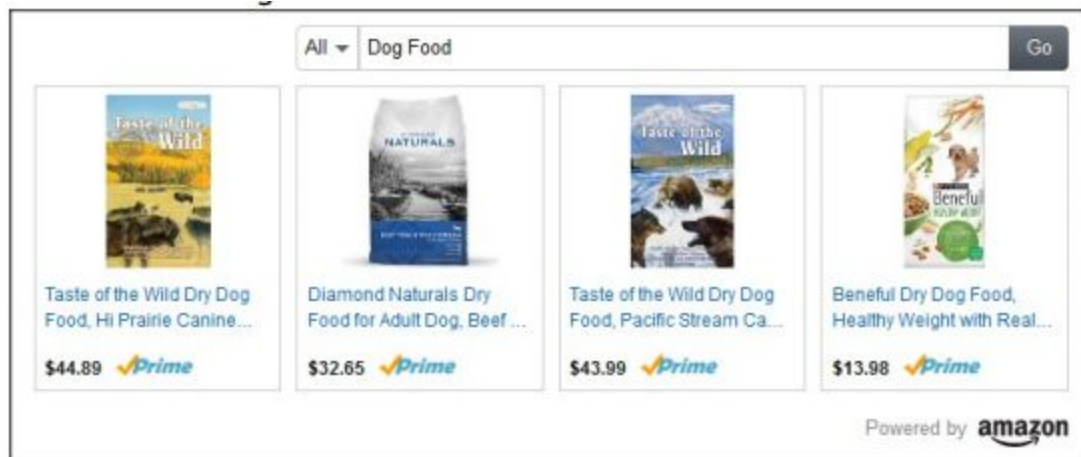 All
Dog Food
Go
Taste of the
Wild
NATURALS
Taste of the
Wild
Beneful
Taste of the Wild Dry Dog
Food, Hi Prairie Canine...
$44.89 Prime
Diamond Naturals Dry
Food for Adult Dog, Beef ...
$32.65 Prime
Taste of the Wild Dry Dog
Food, Pacific Stream Ca...
$43.99 Prime
Beneful Dry Dog Food,
Healthy Weight with Real...
$13.98 Prime
Powered by amazon